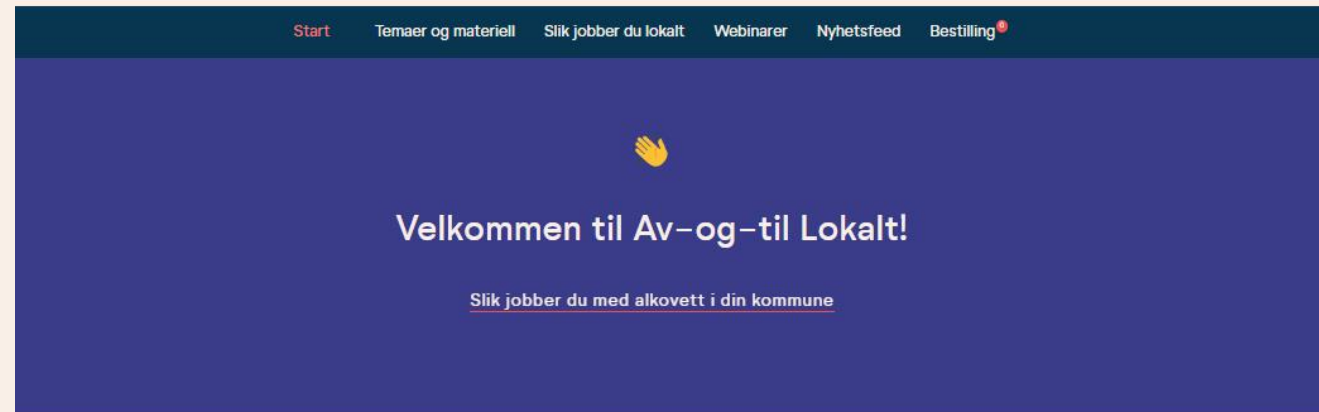 Start Temaer og materiell Slik jobber du lokalt Webinarer Nyhetsfeed Bestilling 0
Velkommen til Av-og-til Lokalt!
Slik jobber du med alkovett i din kommune